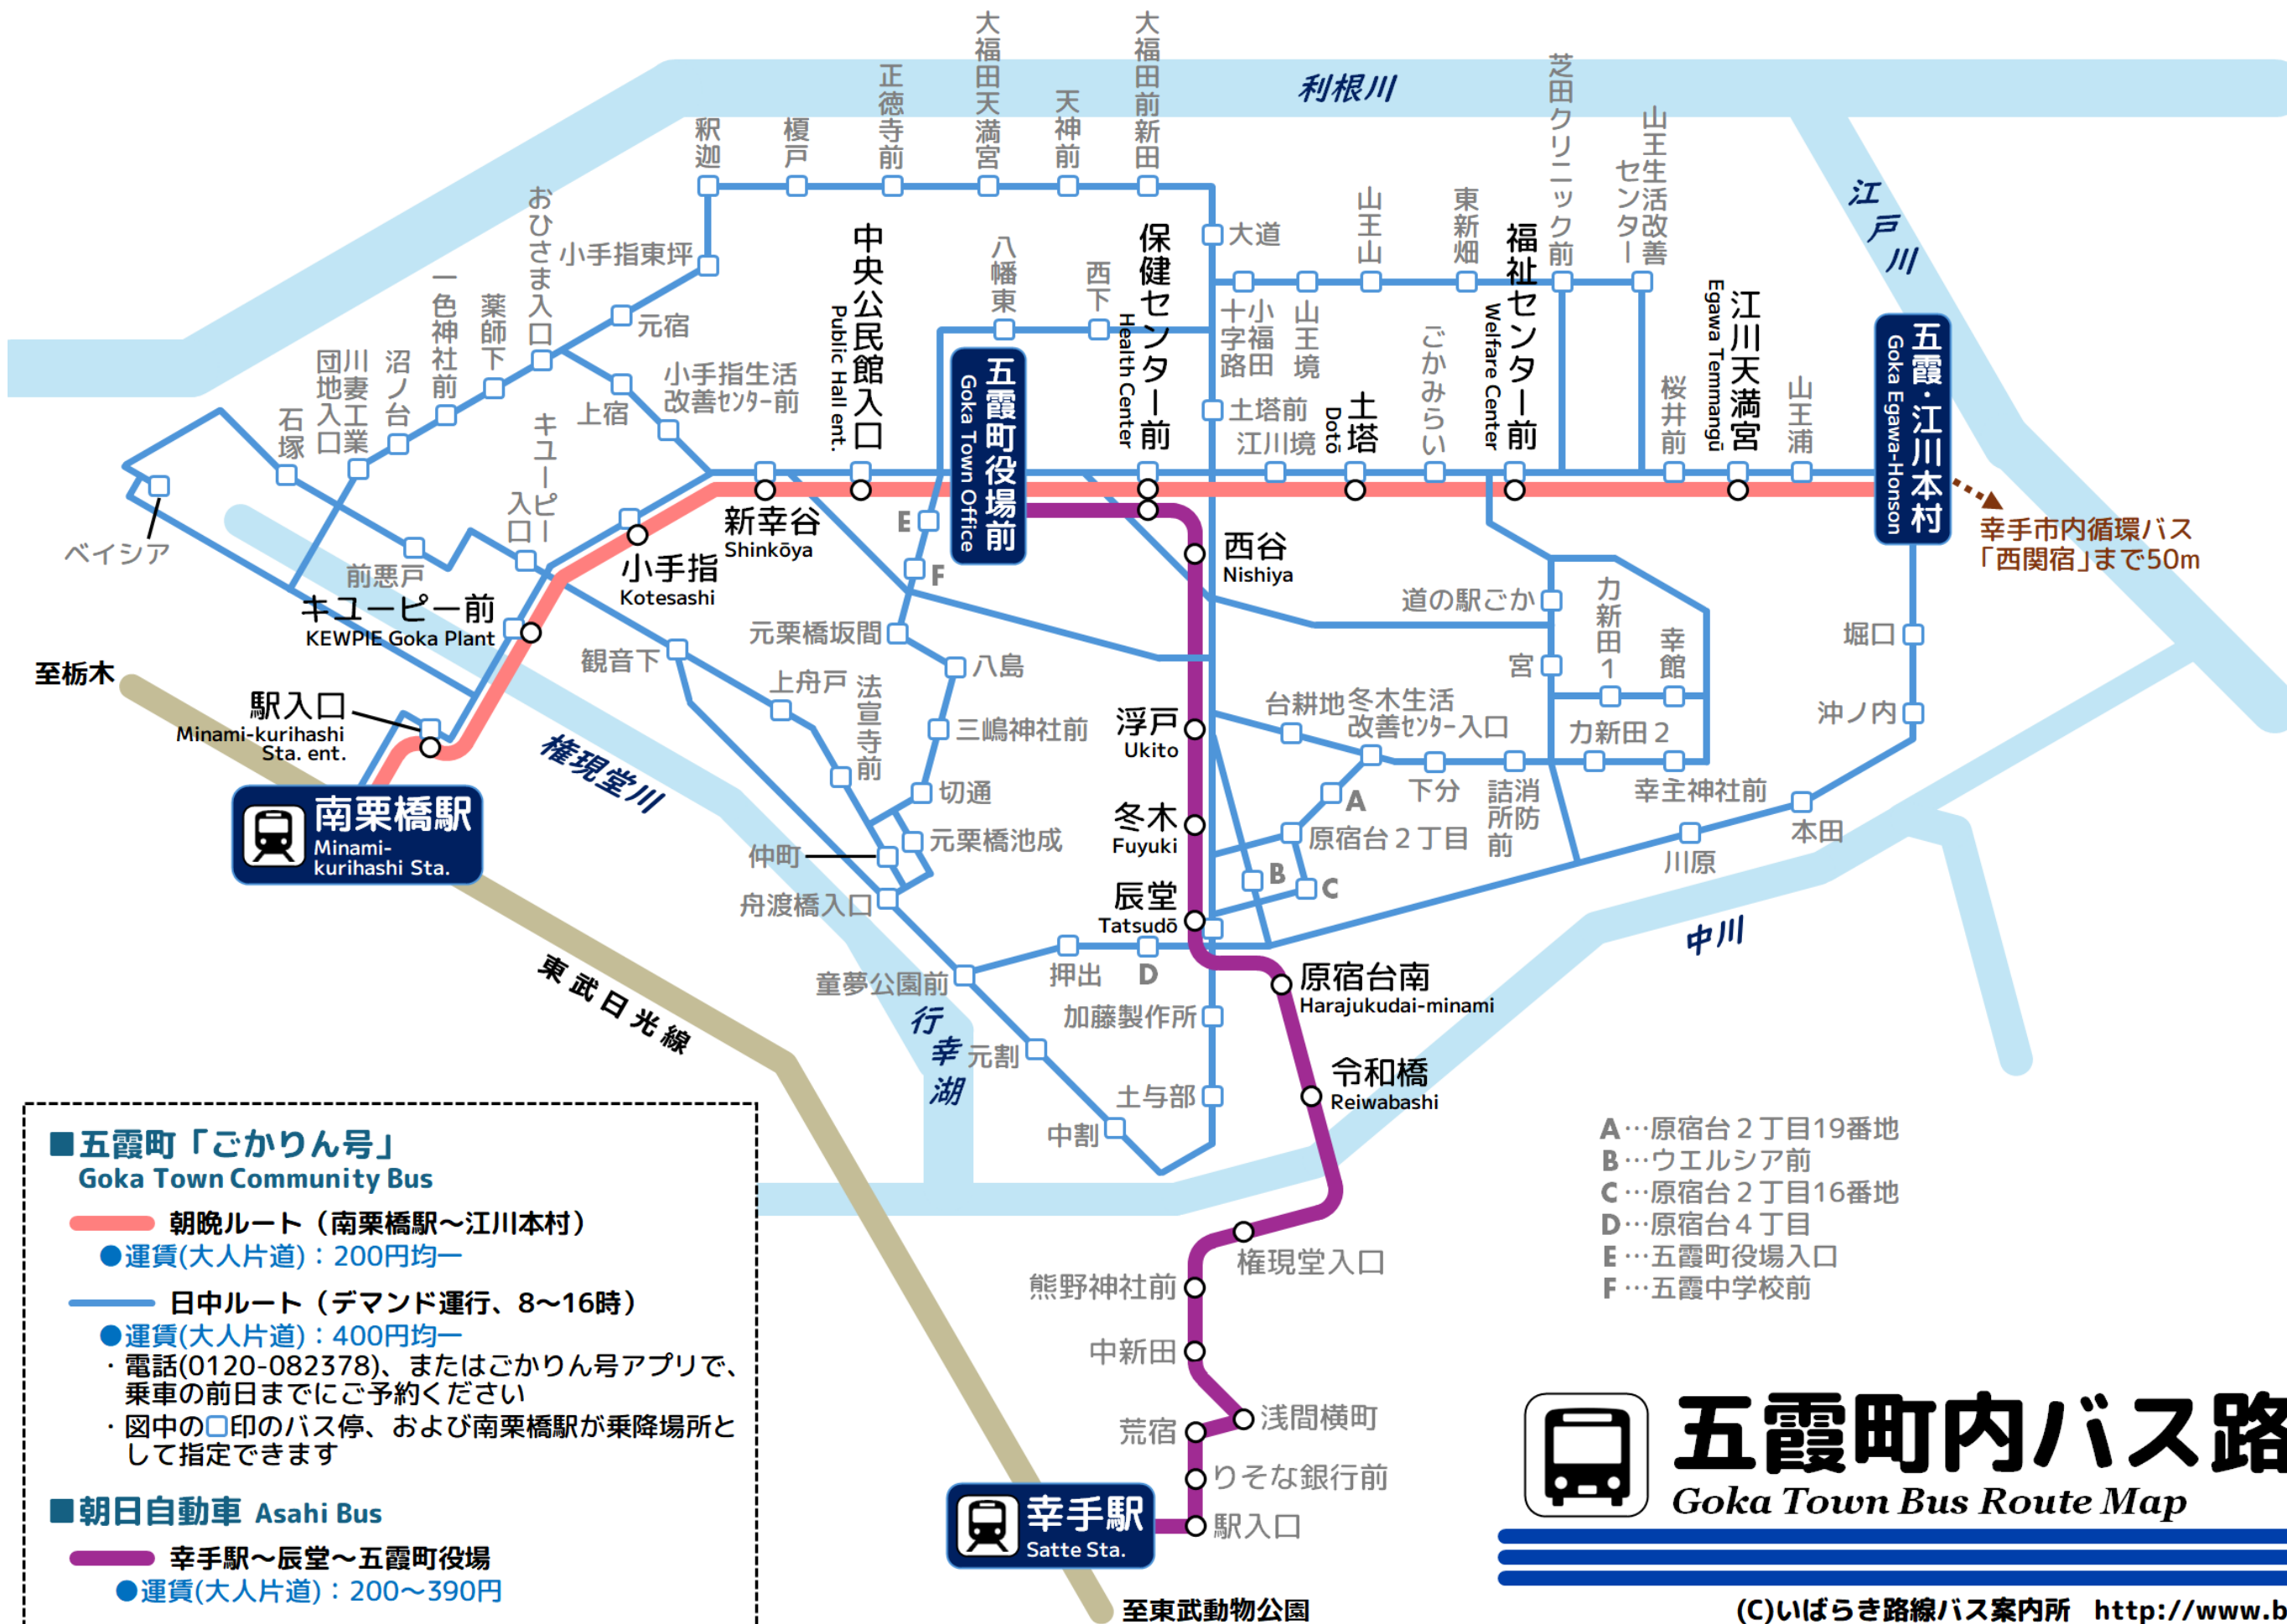 利根川
江戸川
大福田天満宮
大福田前新田
正徳寺前
天神前
釈迦
榎戸
芝田クリニック前
山王生活改善
センター
おひさま入口
小手指東坪
元宿
一色神社前
薬師下
沼ノ台
川妻工業
団地入口
石塚
キユーピー
入口
上宿
小手指生活
改善センター前
中央公民館入口
Public Hall ent.
八幡東
西下
保健センター前
Health Center
大道
山王山
東新畑
福祉センター前
Welfare Center
小福田
十字路
山王境
ごかみらい
土塔前
江川境
土塔
Dotō
桜井前
江川天満宮
Egawa Temmangū
山王浦
五霞・江川本村
Goka Egawa-Honson
五霞町役場前
Goka Town Office
幸手市内循環バス
「西関宿」まで50m
ベイシア
前悪戸
キユーピー前
KEWPIE Goka Plant
小手指
Kotesashi
新幸谷
Shinkōya
E
F
西谷
Nishiya
道の駅ごか
力新田1
幸館
宮
堀口
沖ノ内
至栃木
駅入口
Minami-kurihashi
Sta. ent.
観音下
上舟戸
法宣寺前
元栗橋坂間
八島
三嶋神社前
切通
元栗橋池成
仲町
舟渡橋入口
権現堂川
浮戸
Ukito
台耕地
冬木生活
改善センター入口
力新田2
下分
消防
詰所前
幸主神社前
本田
川原
A
原宿台2丁目
B
C
冬木
Fuyuki
辰堂
Tatsudō
南栗橋駅
Minami-
kurihashi Sta.
東武日光線
童夢公園前
押出
D
行幸湖
元割
中割
加藤製作所
土与部
原宿台南
Harajukudai-minami
令和橋
Reiwabashi
中川
権現堂入口
熊野神社前
中新田
浅間横町
荒宿
りそな銀行前
駅入口
幸手駅
Satte Sta.
至東武動物公園
A…原宿台2丁目19番地
B…ウエルシア前
C…原宿台2丁目16番地
D…原宿台4丁目
E…五霞町役場入口
F…五霞中学校前
■五霞町「ごかりん号」
Goka Town Community Bus
朝晩ルート（南栗橋駅～江川本村）
●運賃(大人片道)：200円均一
日中ルート（デマンド運行、8～16時）
●運賃(大人片道)：400円均一
・電話(0120-082378)、またはごかりん号アプリで、
乗車の前日までにご予約ください
・図中の□印のバス停、および南栗橋駅が乗降場所と
して指定できます
■朝日自動車 Asahi Bus
幸手駅～辰堂～五霞町役場
●運賃(大人片道)：200～390円
五霞町内バス路
Goka Town Bus Route Map
(C)いばらき路線バス案内所 http://www.b